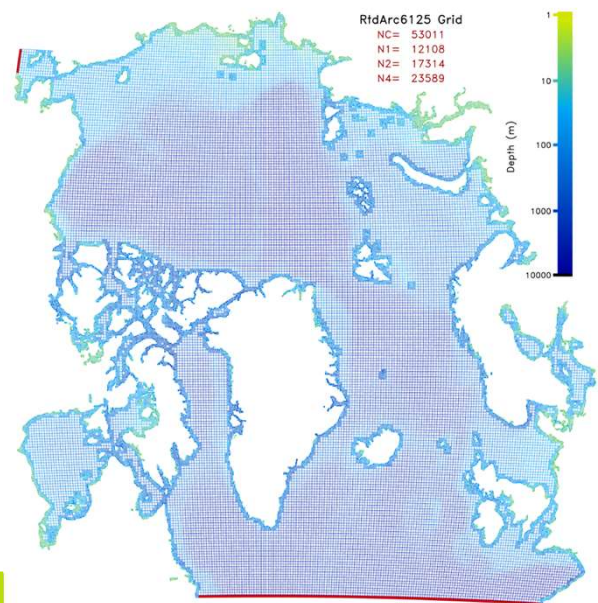 RtdArc6125 Grid
NC= 53011
N1= 12108
N2= 17314
N4= 23589
Depth (m)
1
10
100
1000
10000